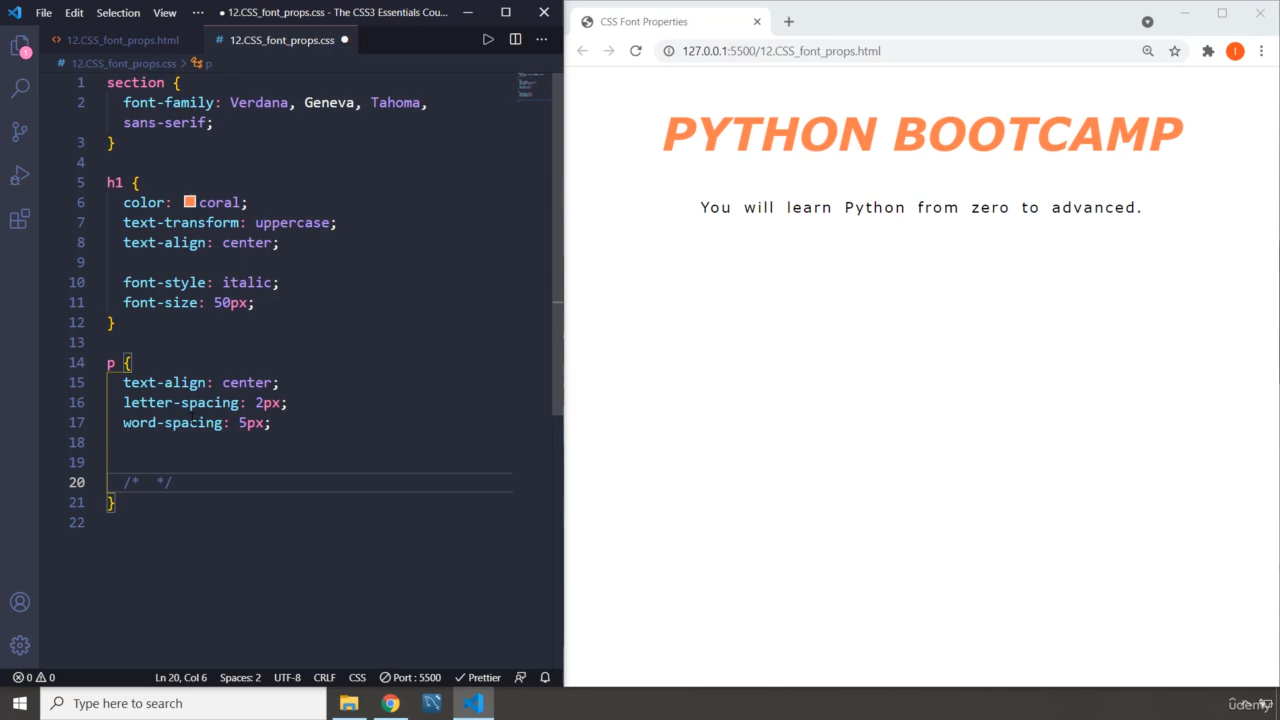 File Edit Selection View ··· ● 12.CSS_font_props.css - The CSS3 Essentials Cou...
12.CSS_font_props.html
# 12.CSS_font_props.css ●
# 12.CSS_font_props.css > p
1 section {
2 font-family: Verdana, Geneva, Tahoma,
sans-serif;
3 }
4
5 h1 {
6 color: coral;
7 text-transform: uppercase;
8 text-align: center;
9
10 font-style: italic;
11 font-size: 50px;
12 }
13
14 p {
15 text-align: center;
16 letter-spacing: 2px;
17 word-spacing: 5px;
18
19
20 /*  */
21 }
22
1
0 0
Ln 20, Col 6 Spaces: 2 UTF-8 CRLF CSS Port : 5500 Prettier
CSS Font Properties
127.0.0.1:5500/12.CSS_font_props.html
I
PYTHON BOOTCAMP
You will learn Python from zero to advanced.
Type here to search
udemy